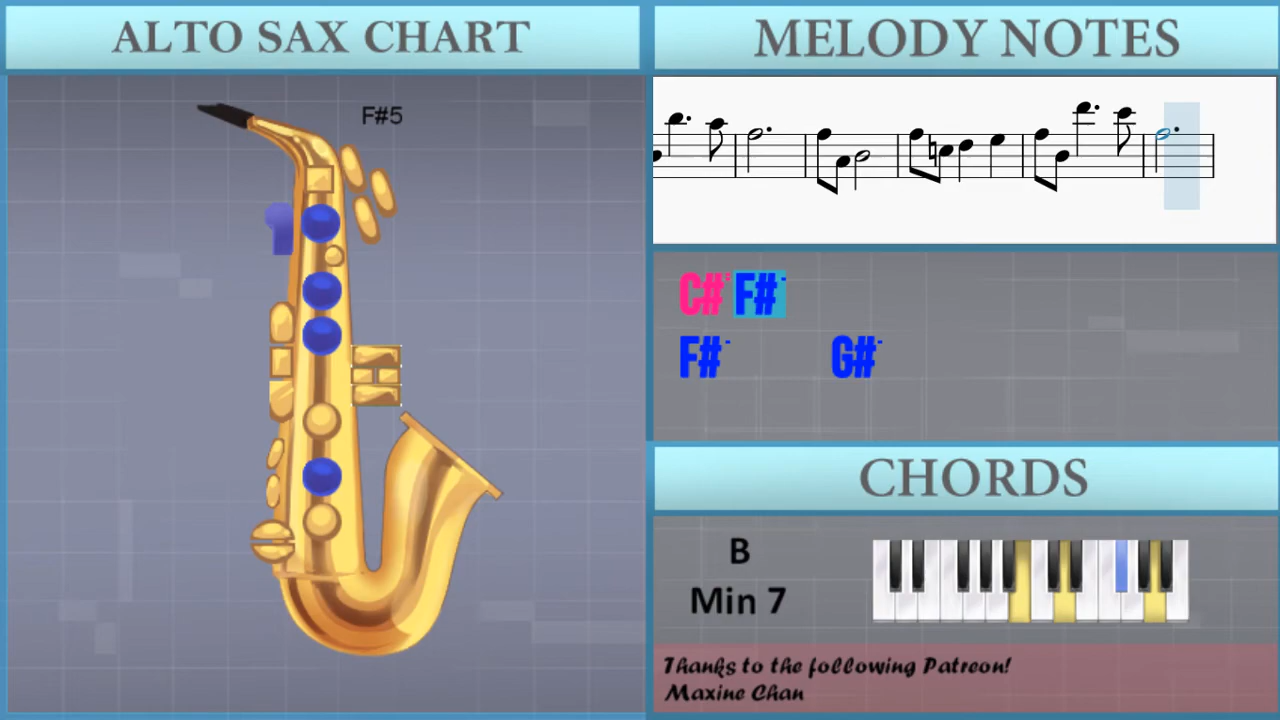 ALTO SAX CHART
F#5
MELODY NOTES
C# F#-
F#- G#-
CHORDS
B
Min 7
Thanks to the following Patreon!
Maxine Chan